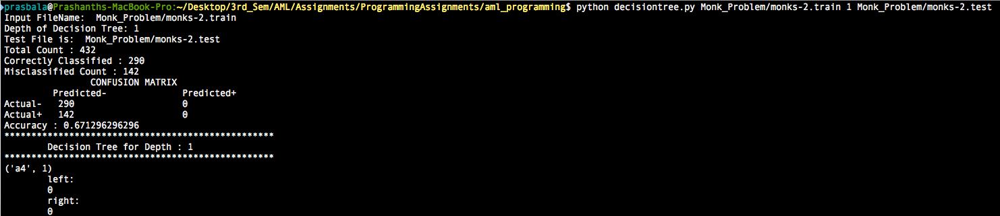 prasbala@Prashanths-MacBook-Pro:~/Desktop/3rd_Sem/AML/Assignments/ProgrammingAssignments/aml_programming$ python decisiontree.py Monk_Problem/monks-2.train 1 Monk_Problem/monks-2.test
Input FileName:  Monk_Problem/monks-2.train
Depth of Decision Tree: 1
Test File is:  Monk_Problem/monks-2.test
Total Count : 432
Correctly Classified : 290
Misclassified Count : 142
CONFUSION MATRIX
Predicted- Predicted+
Actual- 290 0
Actual+ 142 0
Accuracy : 0.671296296296
**************************************************
Decision Tree for Depth : 1
**************************************************
('a4', 1)
left:
0
right:
0